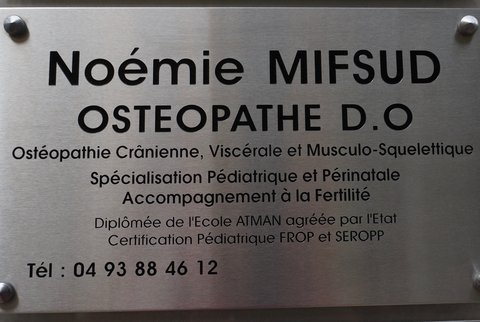 Noémie MIFSUD
OSTEOPATHE D.O
Ostéopathie Crânienne, Viscérale et Musculo-Squelettique
Spécialisation Pédiatrique et Périnatale
Accompagnement à la Fertilité
Diplômée de l'Ecole ATMAN agréée par l'Etat
Certification Pédiatrique FROP et SEROPP
Tél : 04 93 88 46 12